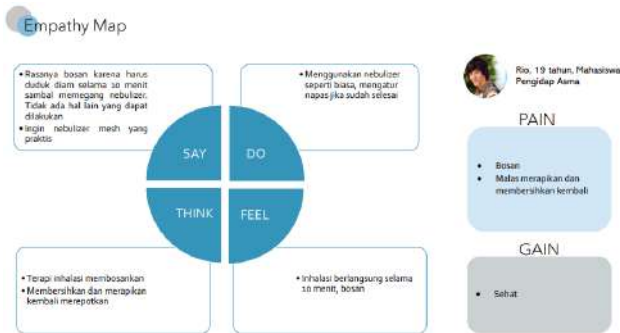 Empathy Map
• Rasanya bosan karena harus
duduk diam selama 10 menit
sambal memegang nebulizer.
Tidak ada hal lain yang dapat
dilakukan
• Ingin nebulizer mesh yang
praktis
• Menggunakan nebulizer
seperti biasa, mengatur
napas jika sudah selesai
SAY
DO
THINK
FEEL
• Terapi inhalasi membosankan
• Membersihkan dan merapikan
kembali merepotkan
• Inhalasi berlangsung selama
10 menit, bosan
Rio, 19 tahun, Mahasiswa
Pengidap Asma
PAIN
• Bosan
• Malas merapikan dan
membersihkan kembali
GAIN
• Sehat